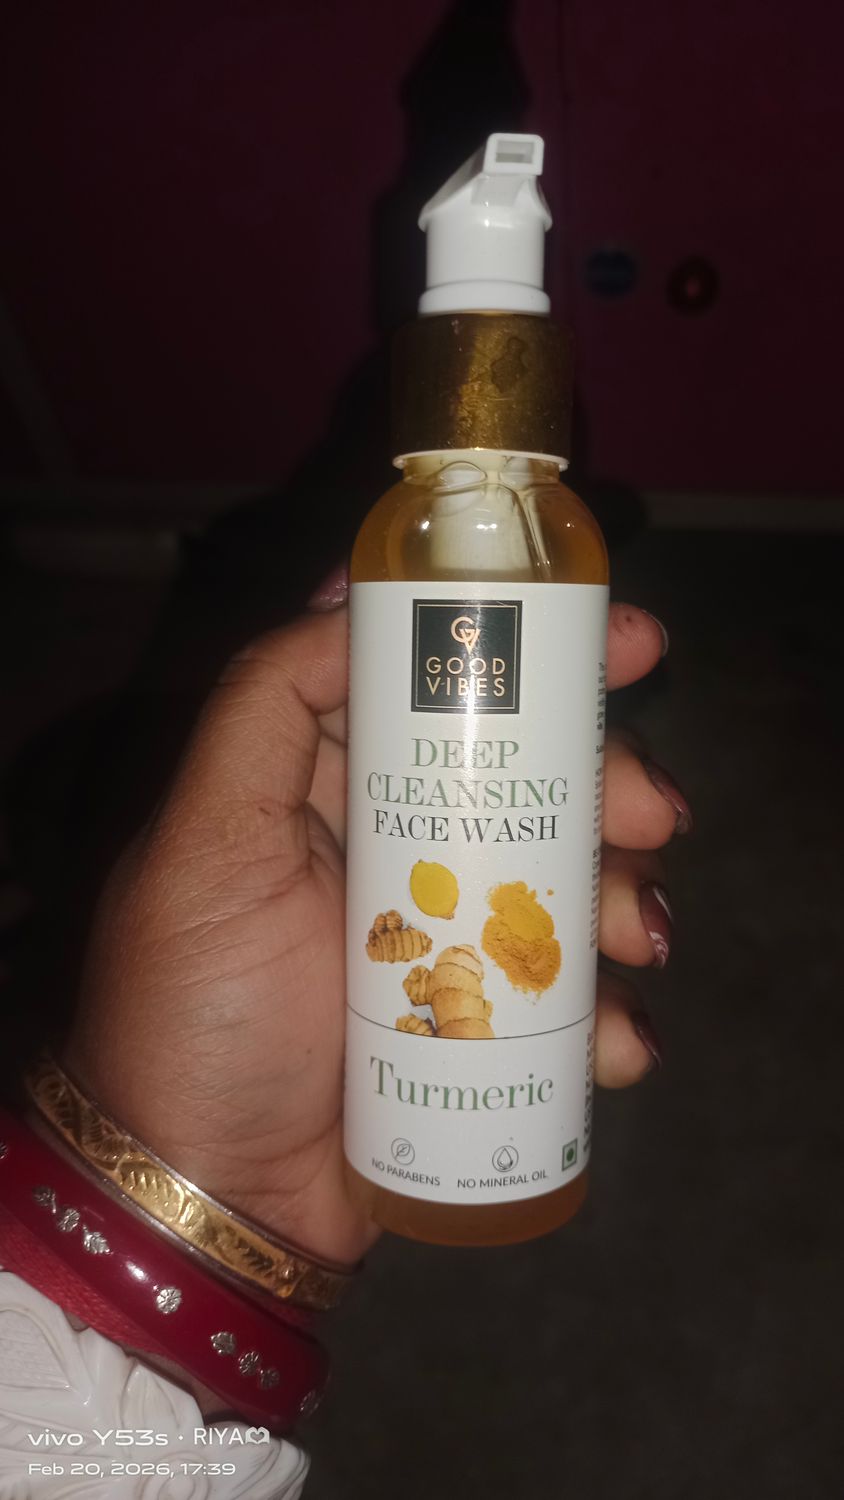 GV
GOOD
VIBES
DEEP
CLEANSING
FACE WASH
Turmeric
NO PARABENS
NO MINERAL OIL
vivo Y53s • RIYA
Feb 20, 2026, 17:39